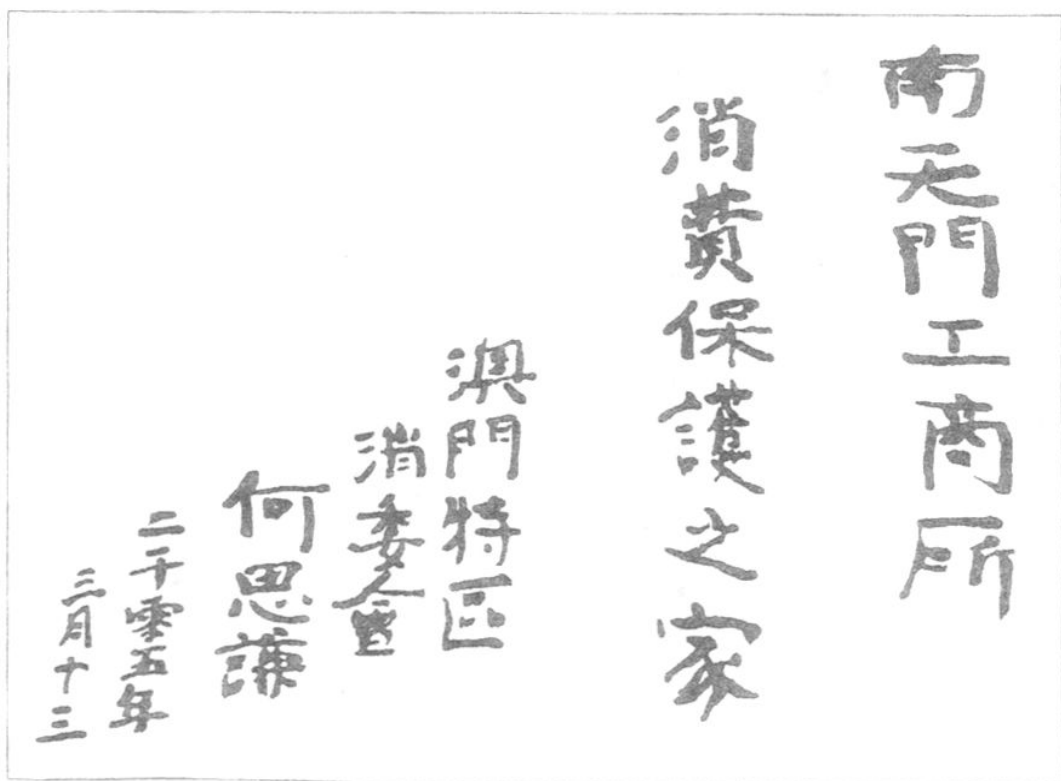 南天門工商所
消費保護之家
澳門特區
消委會
何思謙
二千零五年
三月十三